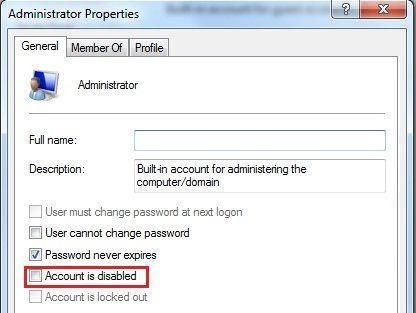 Administrator Properties
General
Member Of
Profile
Administrator
Full name:
Description:
Built-in account for administering the
computer/domain
User must change password at next logon
User cannot change password
Password never expires
Account is disabled
Account is locked out